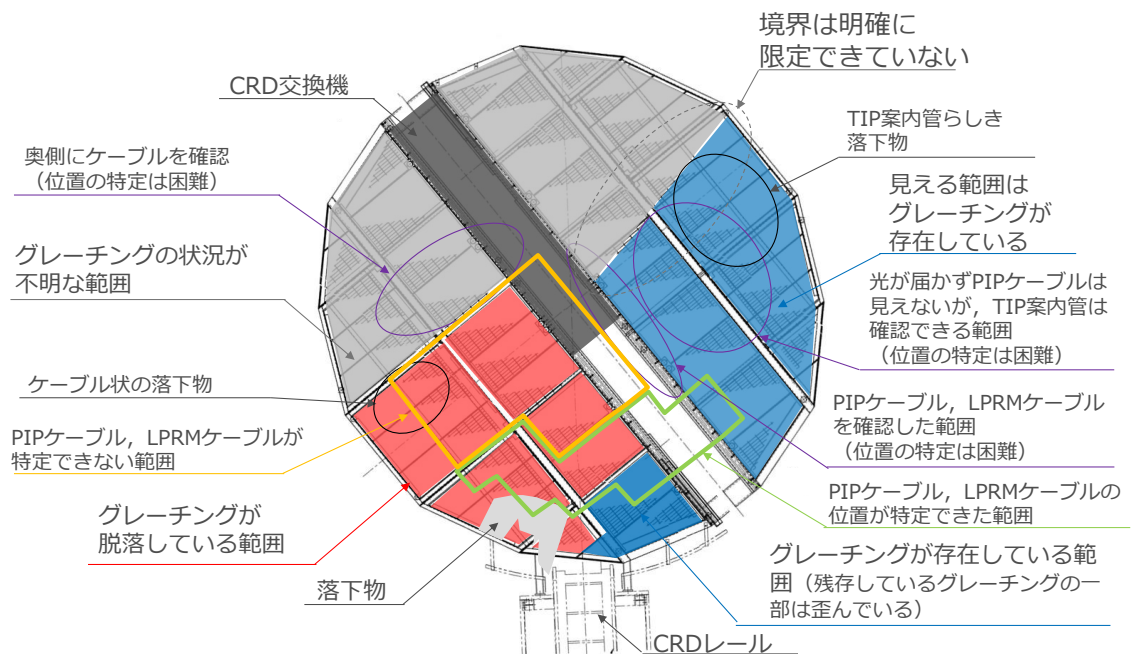 境界は明確に
限定できていない
CRD交換機
TIP案内管らしき
落下物
奥側にケーブルを確認
（位置の特定は困難）
見える範囲は
グレーチングが
存在している
グレーチングの状況が
不明な範囲
光が届かずPIPケーブルは
見えないが，TIP案内管は
確認できる範囲
（位置の特定は困難）
ケーブル状の落下物
PIPケーブル，LPRMケーブル
を確認した範囲
（位置の特定は困難）
PIPケーブル，LPRMケーブルが
特定できない範囲
PIPケーブル，LPRMケーブルの
位置が特定できた範囲
グレーチングが
脱落している範囲
グレーチングが存在している範
囲（残存しているグレーチングの一
部は歪んでいる）
落下物
CRDレール